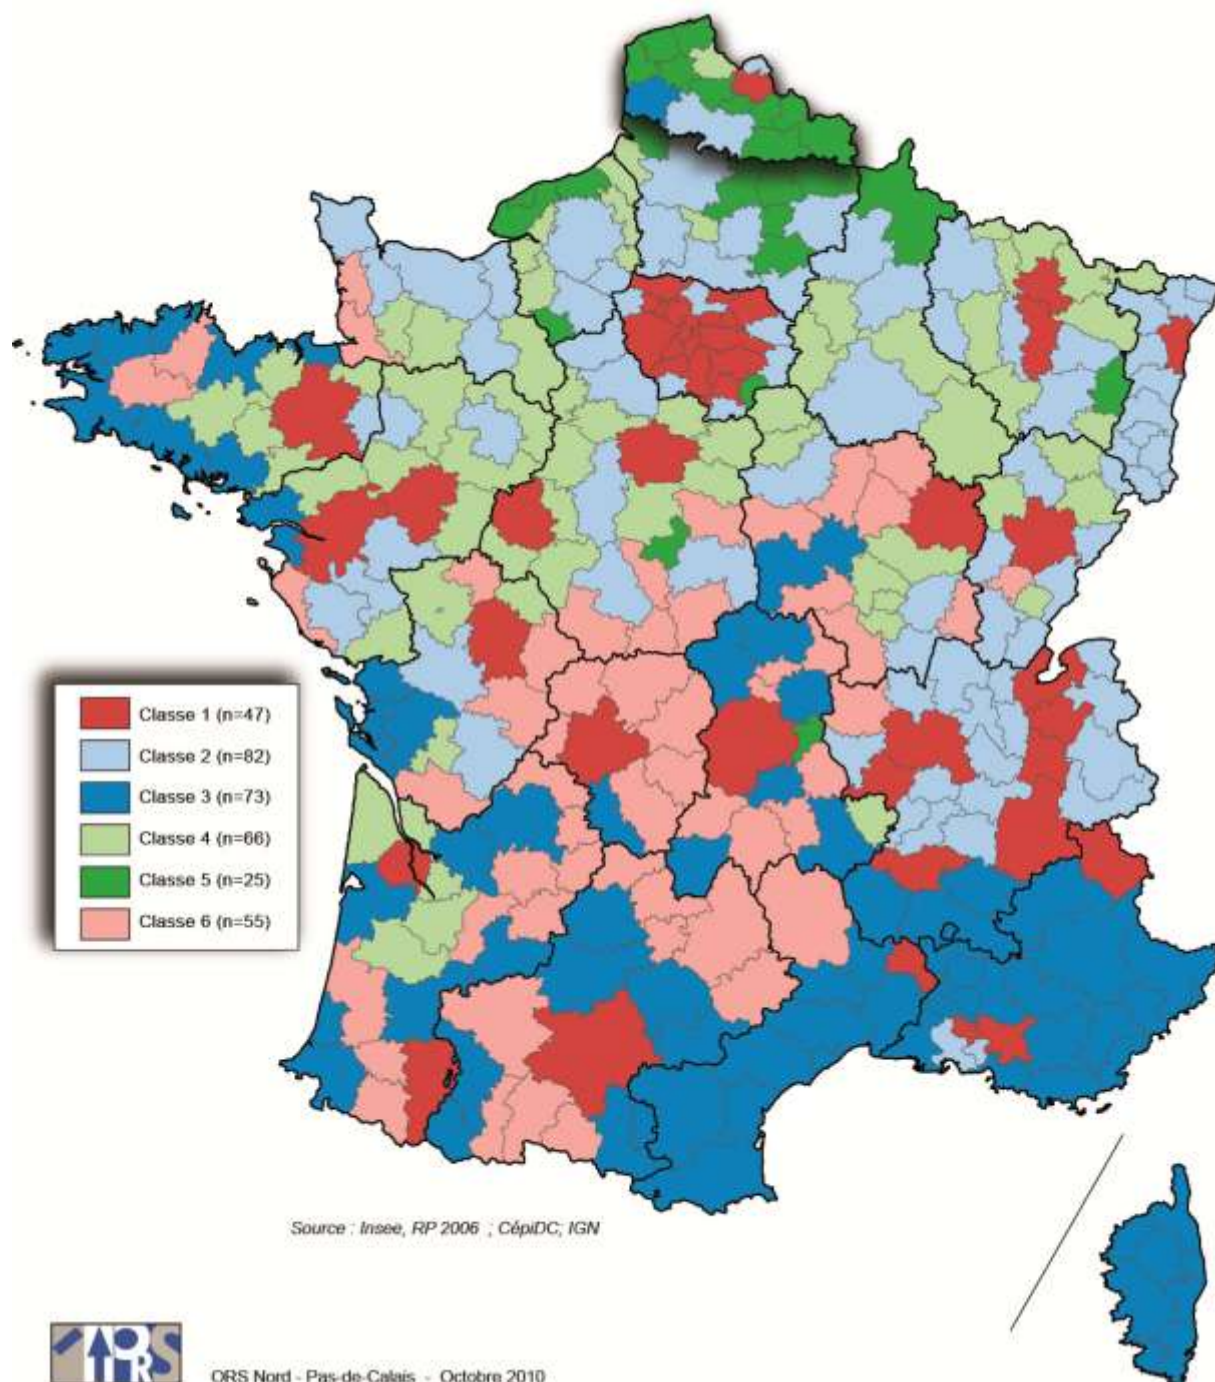 Classe 1 (n=47)
Classe 2 (n=82)
Classe 3 (n=73)
Classe 4 (n=66)
Classe 5 (n=25)
Classe 6 (n=55)
Source : Insee, RP 2006 ; CépiDC; IGN
ORS
ORS Nord - Pas-de-Calais - Octobre 2010